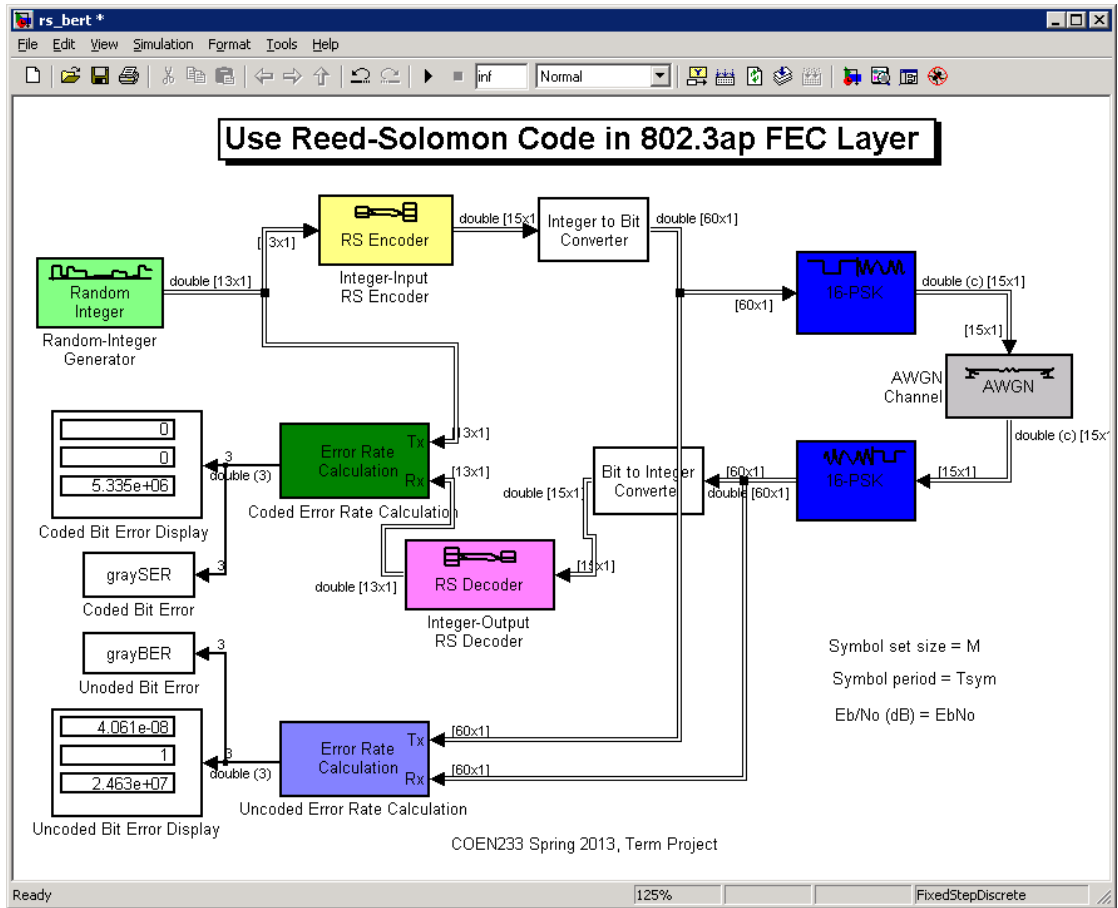 rs_bert *
File Edit View Simulation Format Tools Help
inf Normal
Use Reed-Solomon Code in 802.3ap FEC Layer
Random
Integer
Random-Integer
Generator
double [13x1]
[13x1]
RS Encoder
Integer-Input
RS Encoder
double [15x1
Integer to Bit
Converter
double [60x1]
[60x1]
16-PSK
double (c) [15x1]
[15x1]
AWGN
Channel
AWGN
double (c) [15x1
[15x1]
16-PSK
[60x1]
double [60x1]
Bit to Integer
Converte
double [15x1]
[15x1]
RS Decoder
Integer-Output
RS Decoder
double [13x1]
[13x1]
[13x1]
Error Rate
Calculation
Tx
Rx
Coded Error Rate Calculation
3
double (3)
0
0
5.335e+06
Coded Bit Error Display
3
graySER
Coded Bit Error
3
grayBER
Unoded Bit Error
4.061e-08
1
2.463e+07
Uncoded Bit Error Display
3
double (3)
Error Rate
Calculation
Tx
Rx
[60x1]
[60x1]
Uncoded Error Rate Calculation
Symbol set size = M
Symbol period = Tsym
Eb/No (dB) = EbNo
COEN233 Spring 2013, Term Project
Ready
125%
FixedStepDiscrete